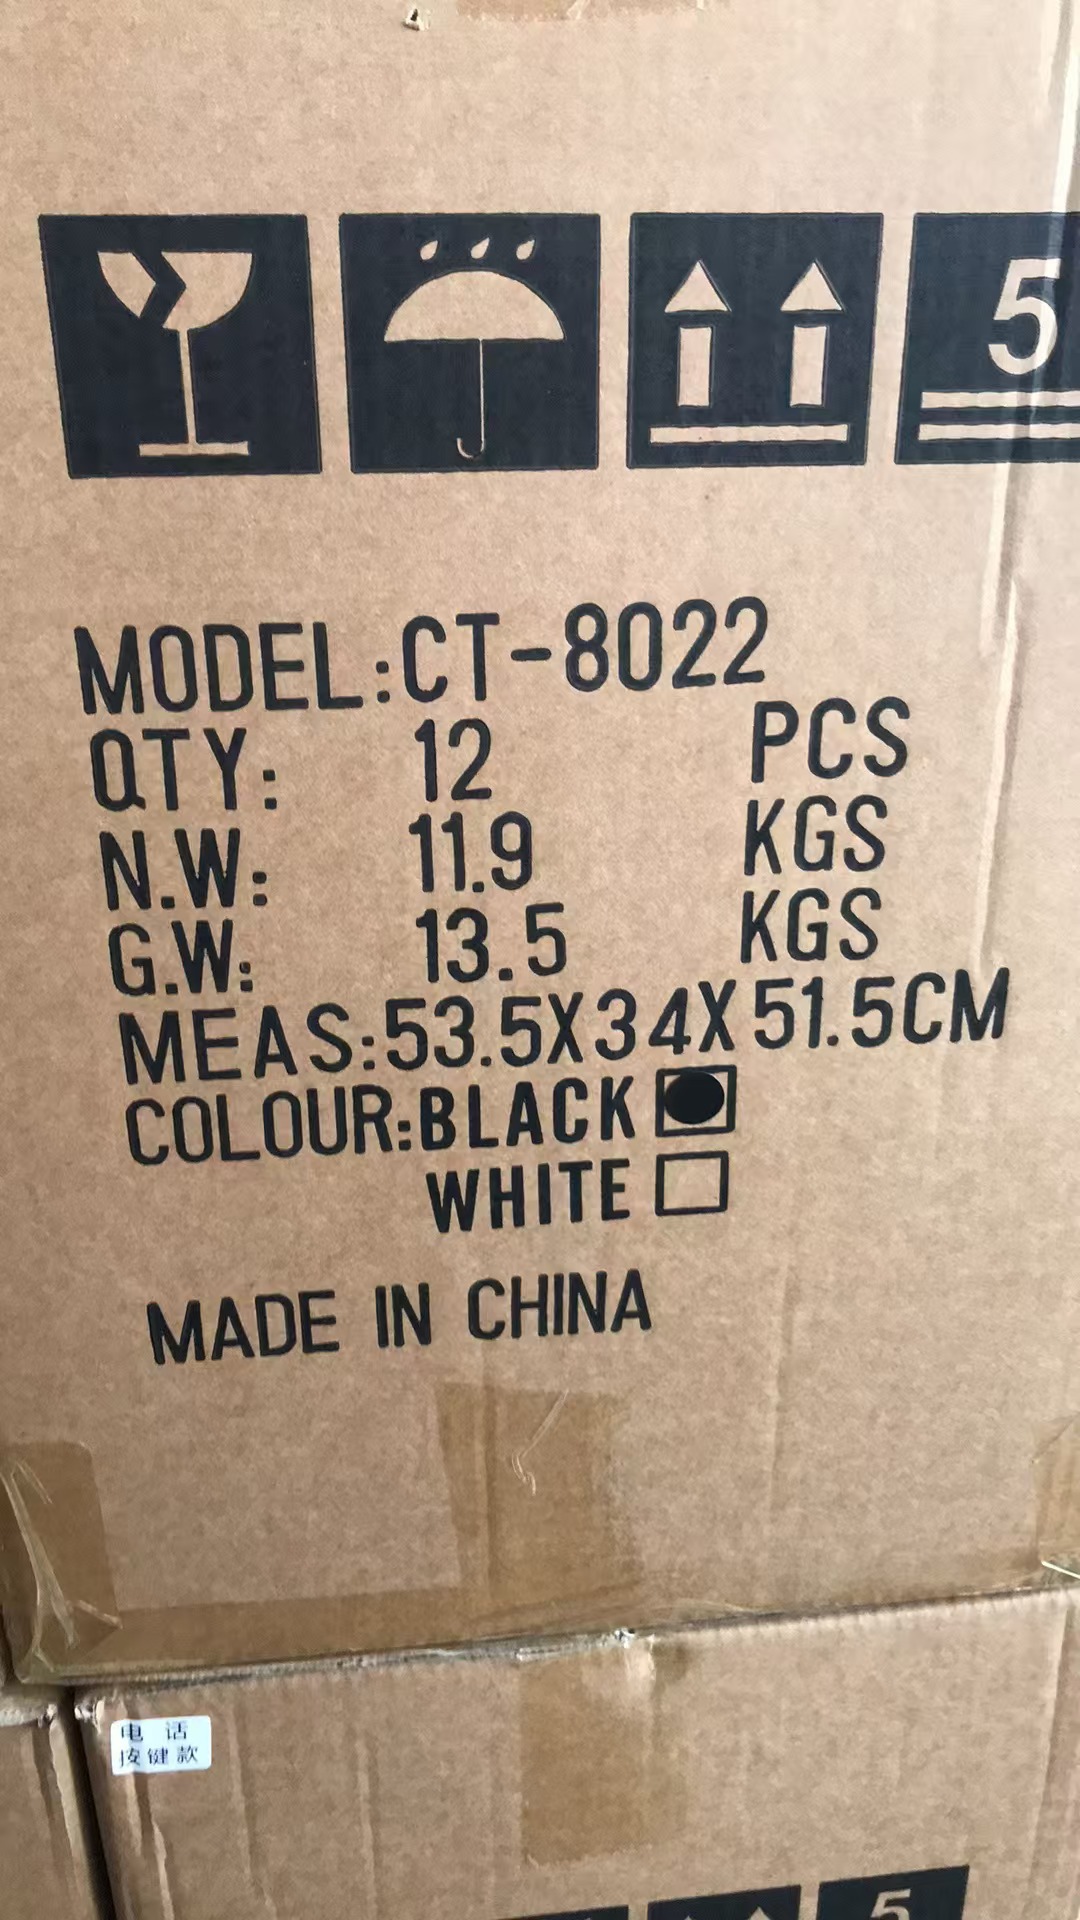 5
MODEL:CT-8022
QTY: 12 PCS
N.W: 11.9 KGS
G.W: 13.5 KGS
MEAS:53.5X34X51.5CM
COLOUR:BLACK
WHITE
MADE IN CHINA
电 话
按键款
5